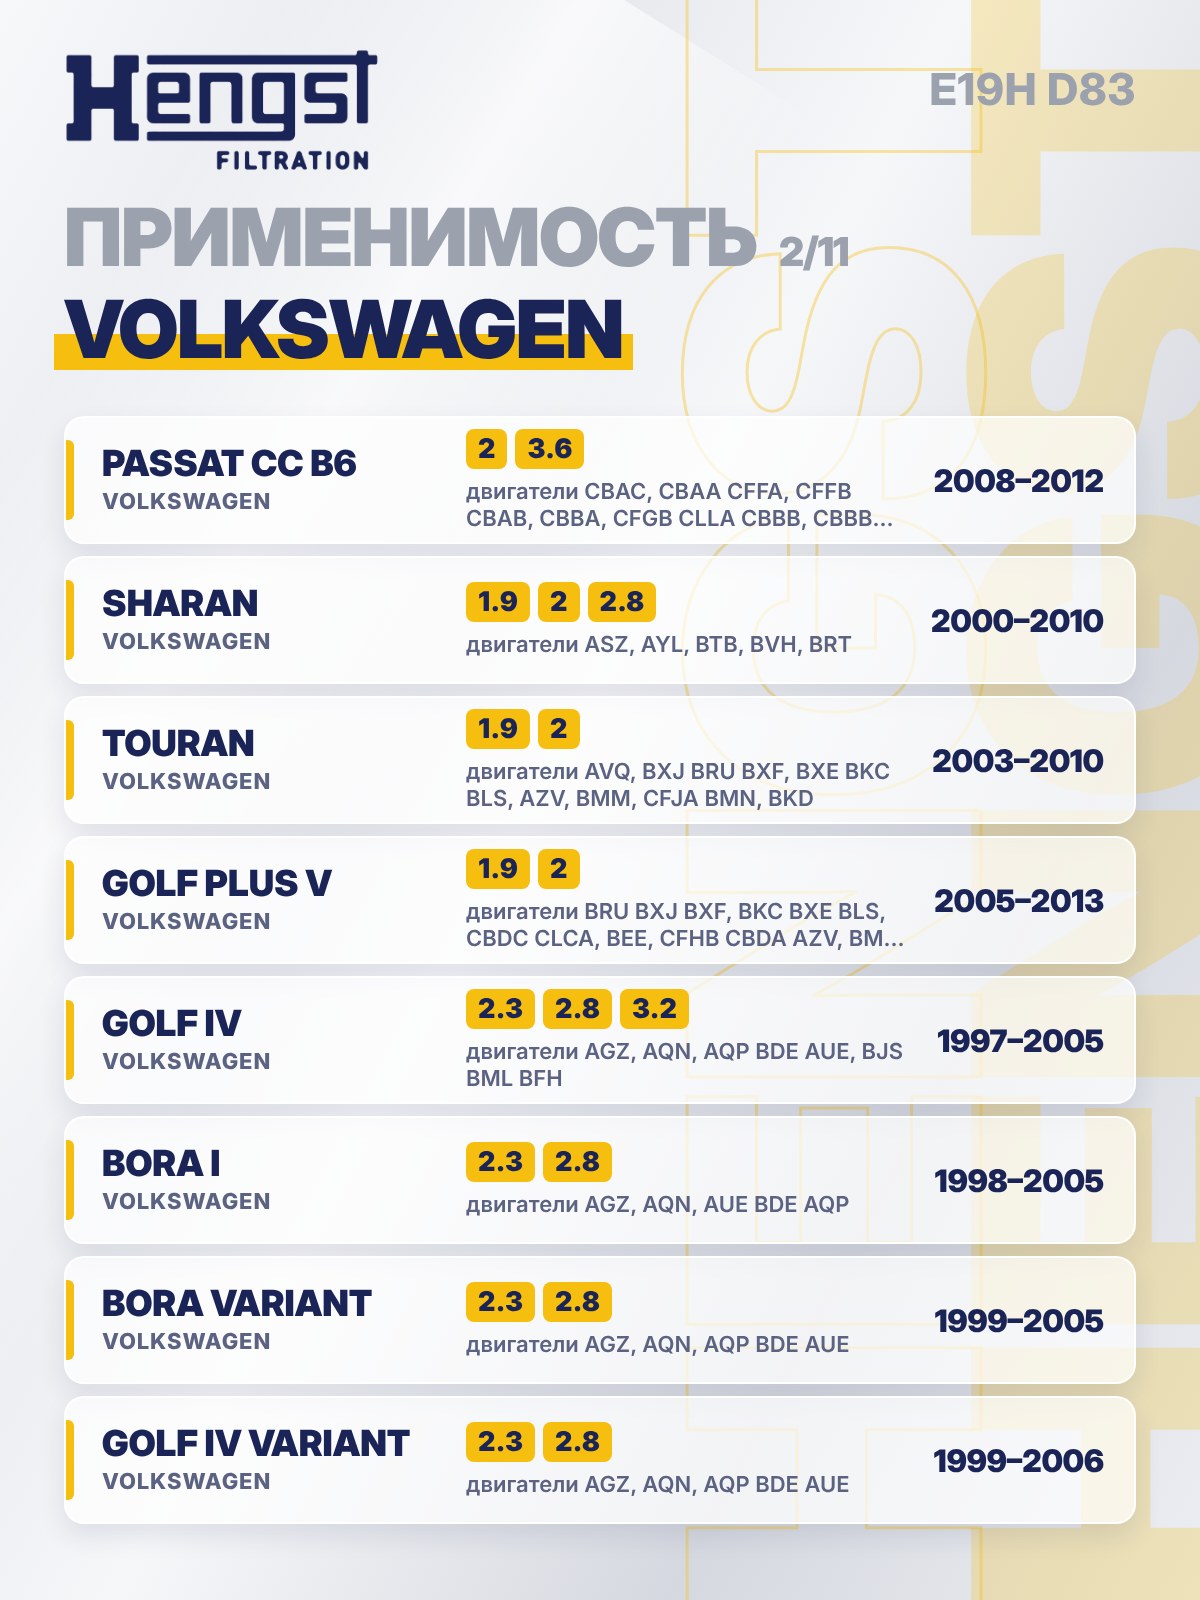 Hengst
FILTRATION
E19H D83
ПРИМЕНИМОСТЬ 2/11
VOLKSWAGEN
PASSAT CC B6
VOLKSWAGEN
2 3.6
двигатели CBAC, CBAA CFFA, CFFB
CBAB, CBBA, CFGB CLLA CBBB, CBBB...
2008–2012
SHARAN
VOLKSWAGEN
1.9 2 2.8
двигатели ASZ, AYL, BTB, BVH, BRT
2000–2010
TOURAN
VOLKSWAGEN
1.9 2
двигатели AVQ, BXJ BRU BXF, BXE BKC
BLS, AZV, BMM, CFJA BMN, BKD
2003–2010
GOLF PLUS V
VOLKSWAGEN
1.9 2
двигатели BRU BXJ BXF, BKC BXE BLS,
CBDC CLCA, BEE, CFHB CBDA AZV, BM...
2005–2013
GOLF IV
VOLKSWAGEN
2.3 2.8 3.2
двигатели AGZ, AQN, AQP BDE AUE, BJS
BML BFH
1997–2005
BORA I
VOLKSWAGEN
2.3 2.8
двигатели AGZ, AQN, AUE BDE AQP
1998–2005
BORA VARIANT
VOLKSWAGEN
2.3 2.8
двигатели AGZ, AQN, AQP BDE AUE
1999–2005
GOLF IV VARIANT
VOLKSWAGEN
2.3 2.8
двигатели AGZ, AQN, AQP BDE AUE
1999–2006
HENGST
HENGST